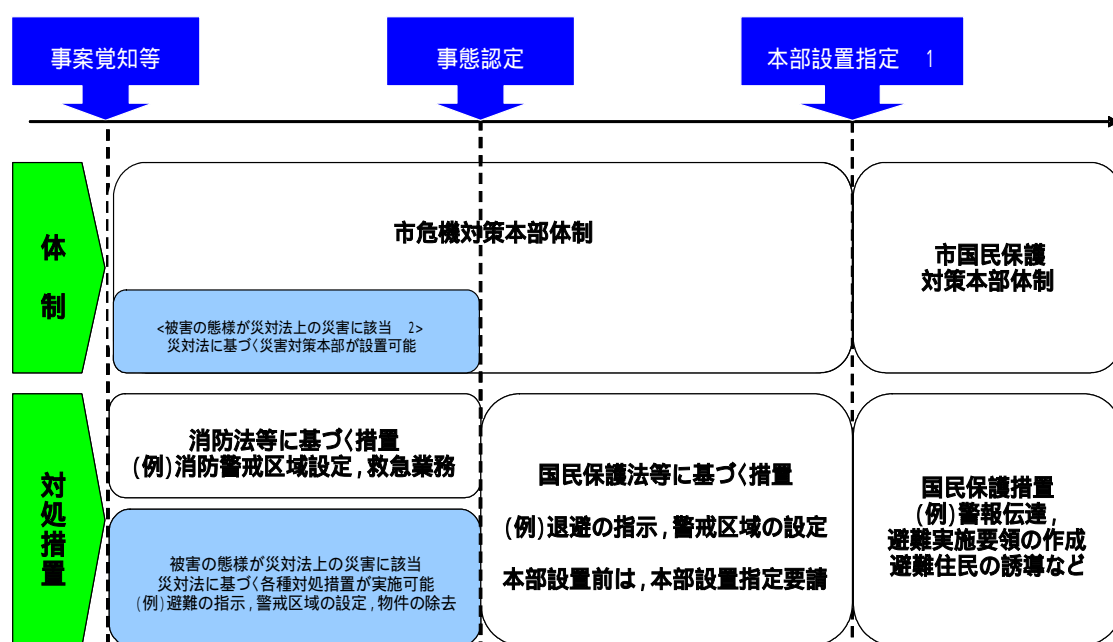 事案覚知等
事態認定
本部設置指定 1
体制
市危機対策本部体制
<被害の態様が災対法上の災害に該当 2>
災対法に基づく災害対策本部が設置可能
市国民保護
対策本部体制
対処措置
消防法等に基づく措置
(例)消防警戒区域設定,救急業務
被害の態様が災対法上の災害に該当
災対法に基づく各種対処措置が実施可能
(例)避難の指示,警戒区域の設定,物件の除去
国民保護法等に基づく措置
(例)退避の指示,警戒区域の設定
本部設置前は,本部設置指定要請
国民保護措置
(例)警報伝達,
避難実施要領の作成
避難住民の誘導など